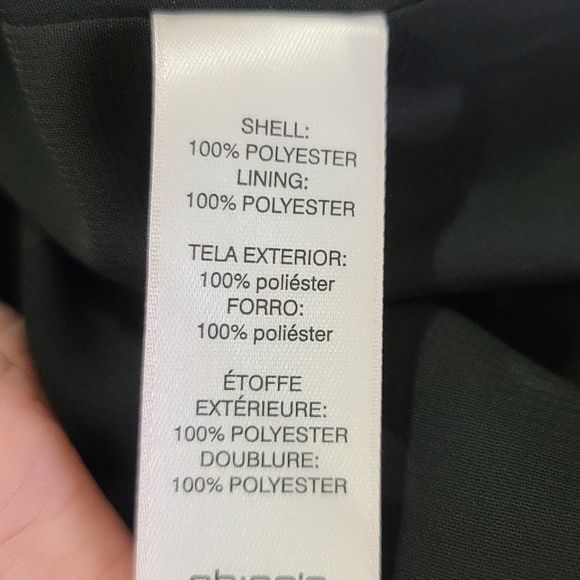 SHELL:
100% POLYESTER
LINING:
100% POLYESTER
TELA EXTERIOR:
100% poliéster
FORRO:
100% poliéster
ÉTOFFE
EXTÉRIEURE:
100% POLYESTER
DOUBLURE:
100% POLYESTER